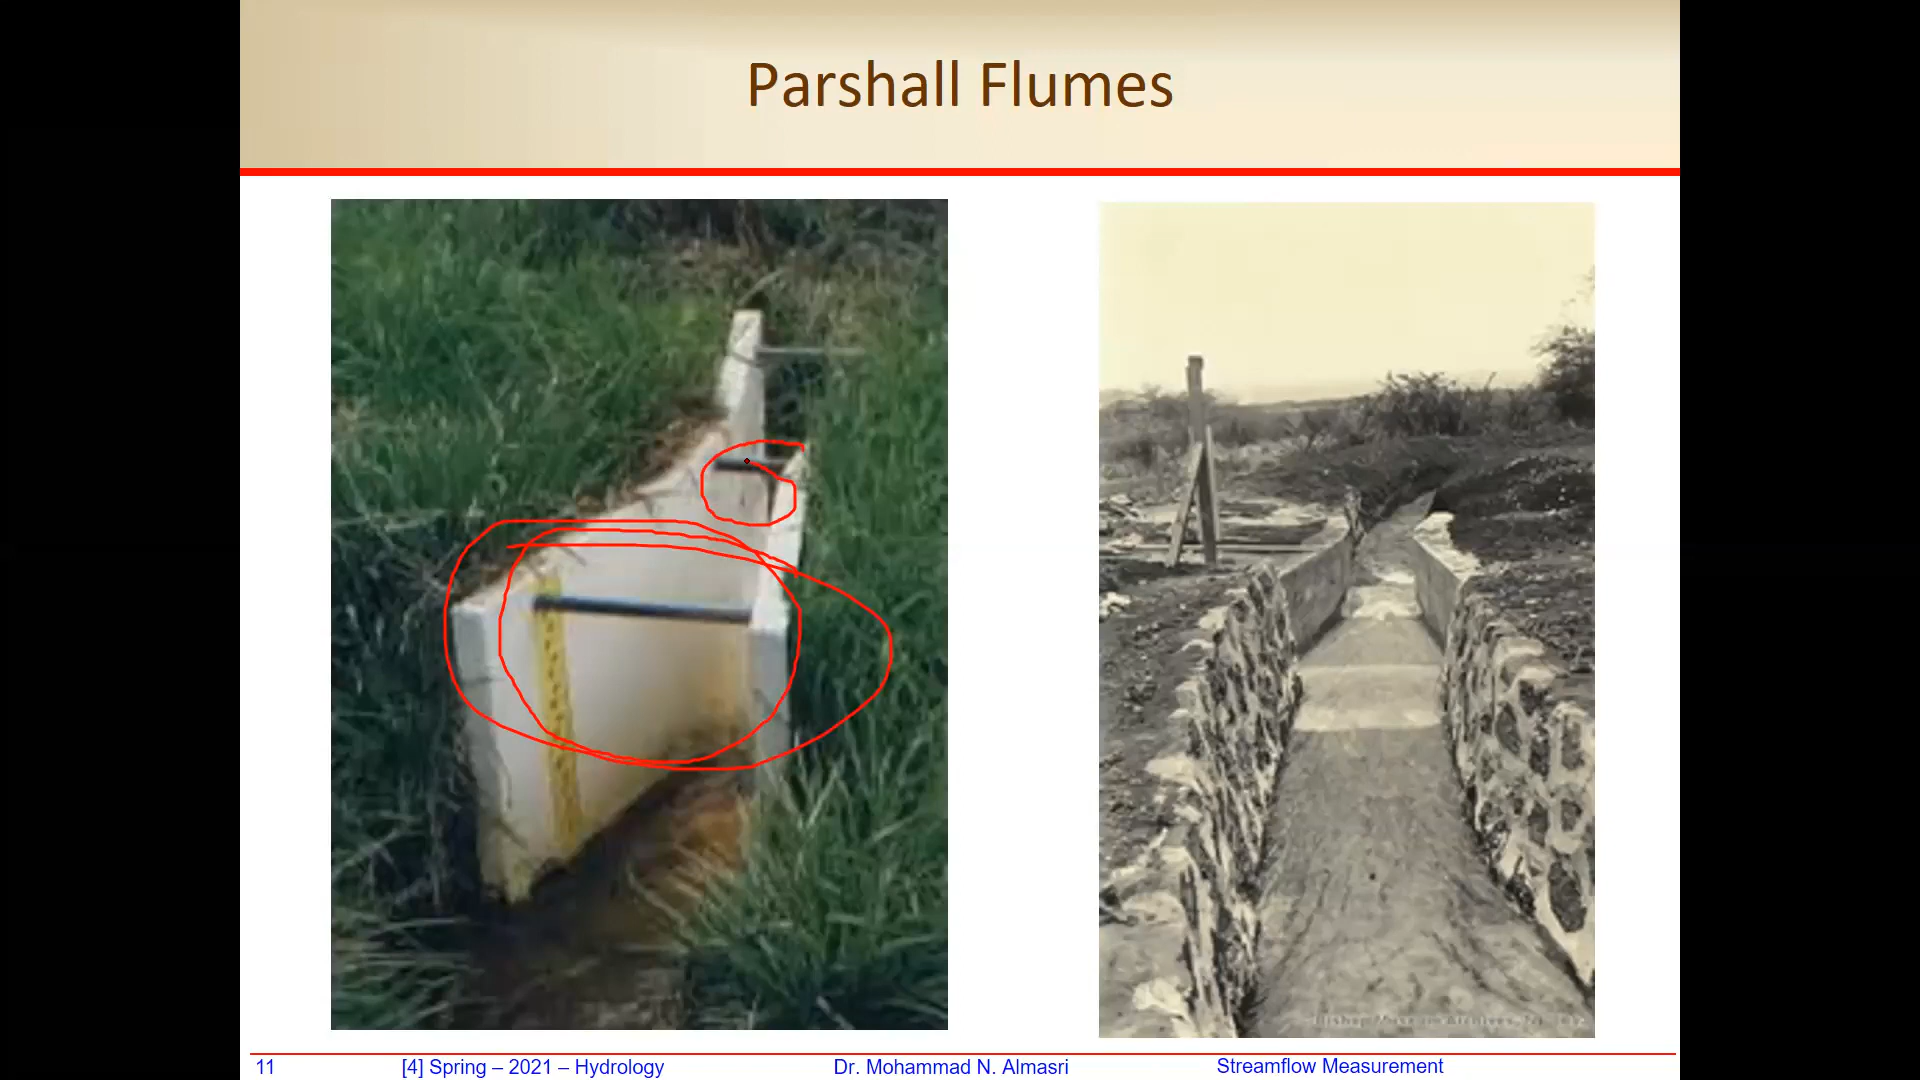 Parshall Flumes
11 [4] Spring – 2021 – Hydrology Dr. Mohammad N. Almasri Streamflow Measurement